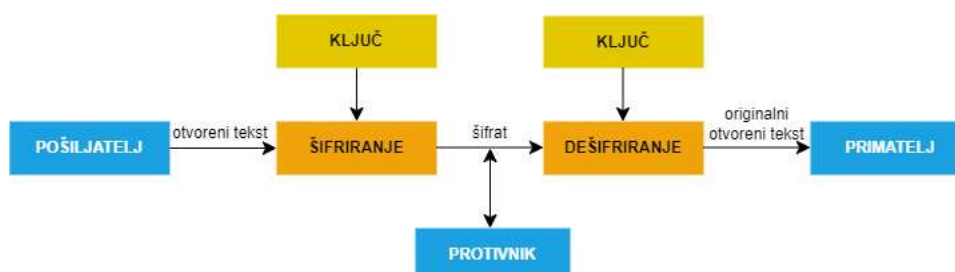 KLJUČ
KLJUČ
POŠILJATELJ
otvoreni tekst
ŠIFRIRANJE
šifrat
DEŠIFRIRANJE
originalni
otvoreni tekst
PRIMATELJ
PROTIVNIK